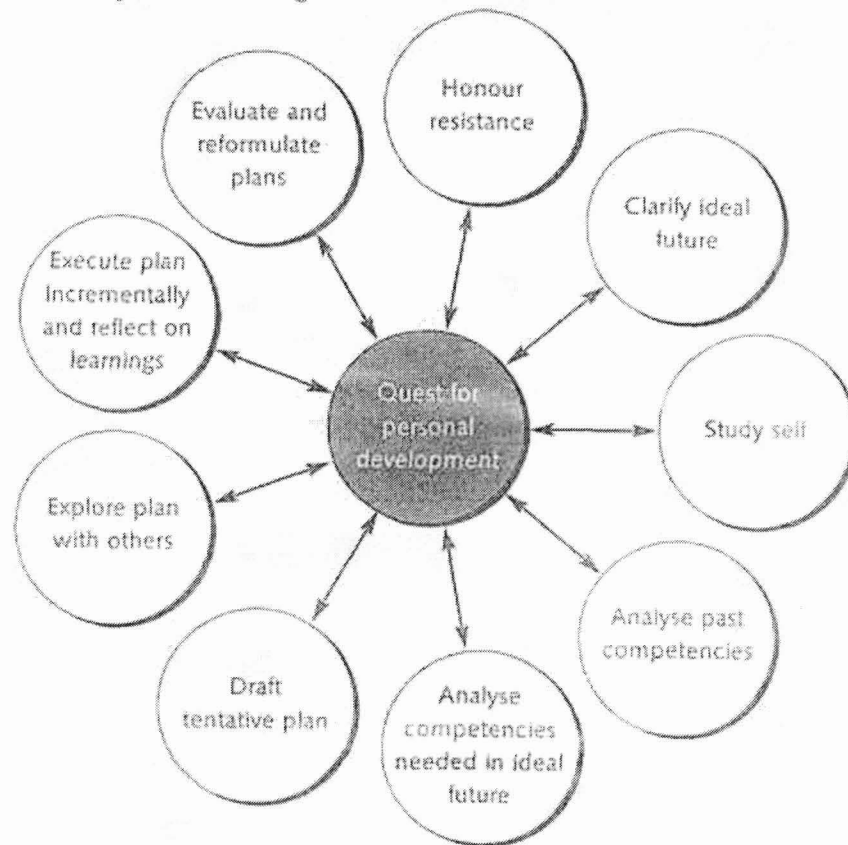 Honour
resistance
Clarify ideal
future
Study self
Analyse past
competencies
Analyse
competencies
needed in ideal
future
Draft
tentative plan
Explore plan
with others
Execute plan
incrementally
and reflect on
learnings
Evaluate and
reformulate
plans
Quest for
personal
development